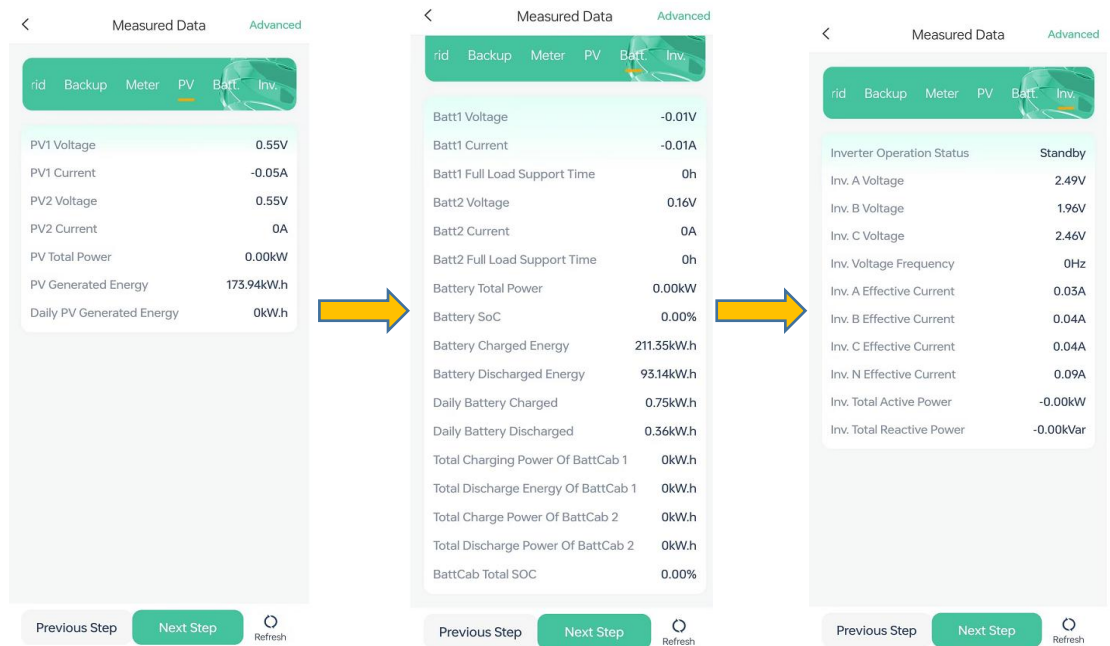 Measured Data Advanced
rid Backup Meter PV Batt. Inv.
PV1 Voltage 0.55V
PV1 Current -0.05A
PV2 Voltage 0.55V
PV2 Current 0A
PV Total Power 0.00kW
PV Generated Energy 173.94kW.h
Daily PV Generated Energy 0kW.h
Previous Step Next Step Refresh
Measured Data Advanced
rid Backup Meter PV Batt. Inv.
Batt1 Voltage -0.01V
Batt1 Current -0.01A
Batt1 Full Load Support Time 0h
Batt2 Voltage 0.16V
Batt2 Current 0A
Batt2 Full Load Support Time 0h
Battery Total Power 0.00kW
Battery SoC 0.00%
Battery Charged Energy 211.35kW.h
Battery Discharged Energy 93.14kW.h
Daily Battery Charged 0.75kW.h
Daily Battery Discharged 0.36kW.h
Total Charging Power Of BattCab 1 0kW.h
Total Discharge Energy Of BattCab 1 0kW.h
Total Charge Power Of BattCab 2 0kW.h
Total Discharge Power Of BattCab 2 0kW.h
BattCab Total SOC 0.00%
Previous Step Next Step Refresh
Measured Data Advanced
rid Backup Meter PV Batt. Inv.
Inverter Operation Status Standby
Inv. A Voltage 2.49V
Inv. B Voltage 1.96V
Inv. C Voltage 2.46V
Inv. Voltage Frequency 0Hz
Inv. A Effective Current 0.03A
Inv. B Effective Current 0.04A
Inv. C Effective Current 0.04A
Inv. N Effective Current 0.09A
Inv. Total Active Power -0.00kW
Inv. Total Reactive Power -0.00kVar
Previous Step Next Step Refresh